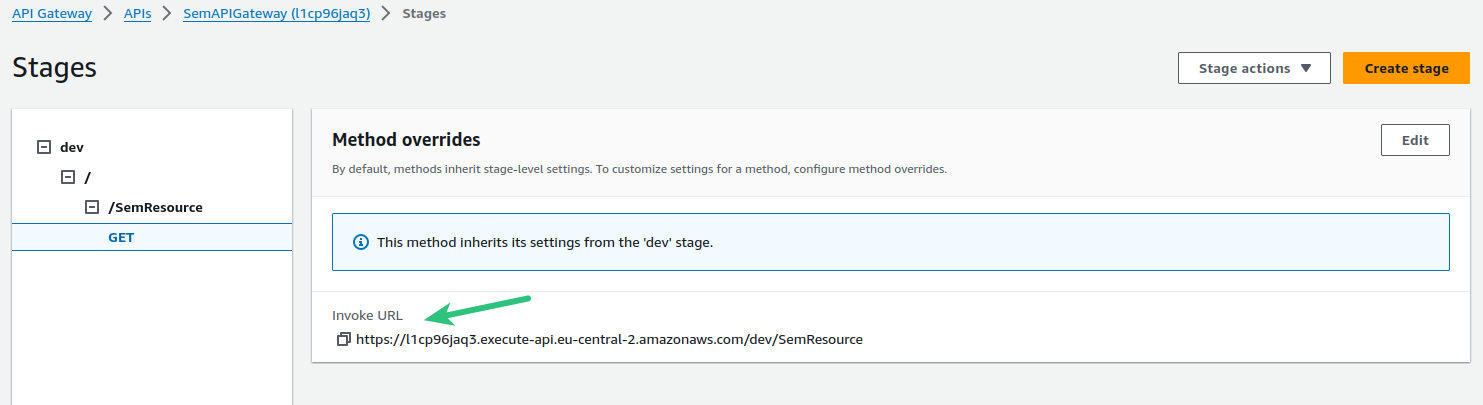 API Gateway > APIs > SemAPIGateway (l1cp96jaq3) > Stages
Stages
Stage actions ▼
Create stage
dev
/
/SemResource
GET
Method overrides
Edit
By default, methods inherit stage-level settings. To customize settings for a method, configure method overrides.
This method inherits its settings from the 'dev' stage.
Invoke URL
https://l1cp96jaq3.execute-api.eu-central-2.amazonaws.com/dev/SemResource